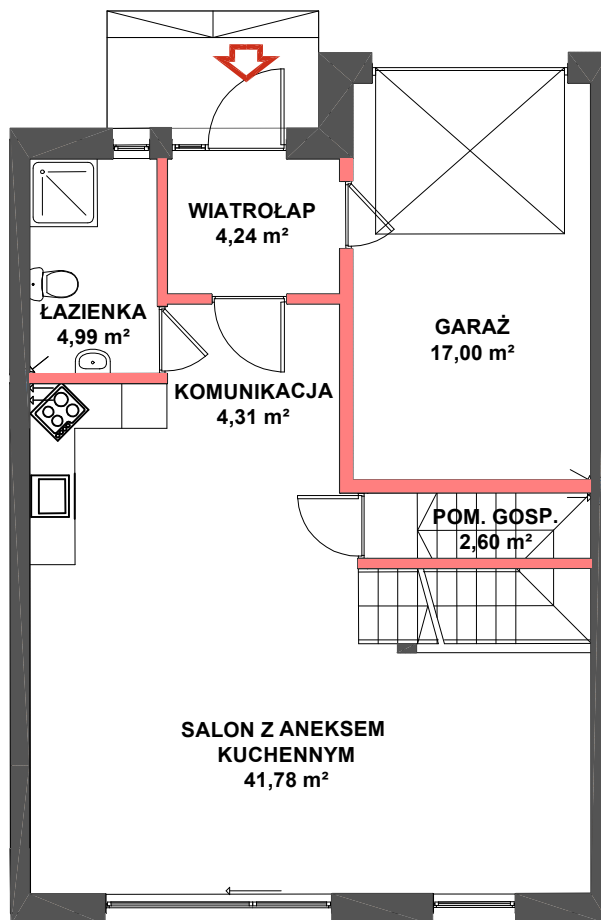 WIATROŁAP
4,24 m²
ŁAZIENKA
4,99 m²
GARAŻ
17,00 m²
KOMUNIKACJA
4,31 m²
POM. GOSP.
2,60 m²
SALON Z ANEKSEM
KUCHENNYM
41,78 m²